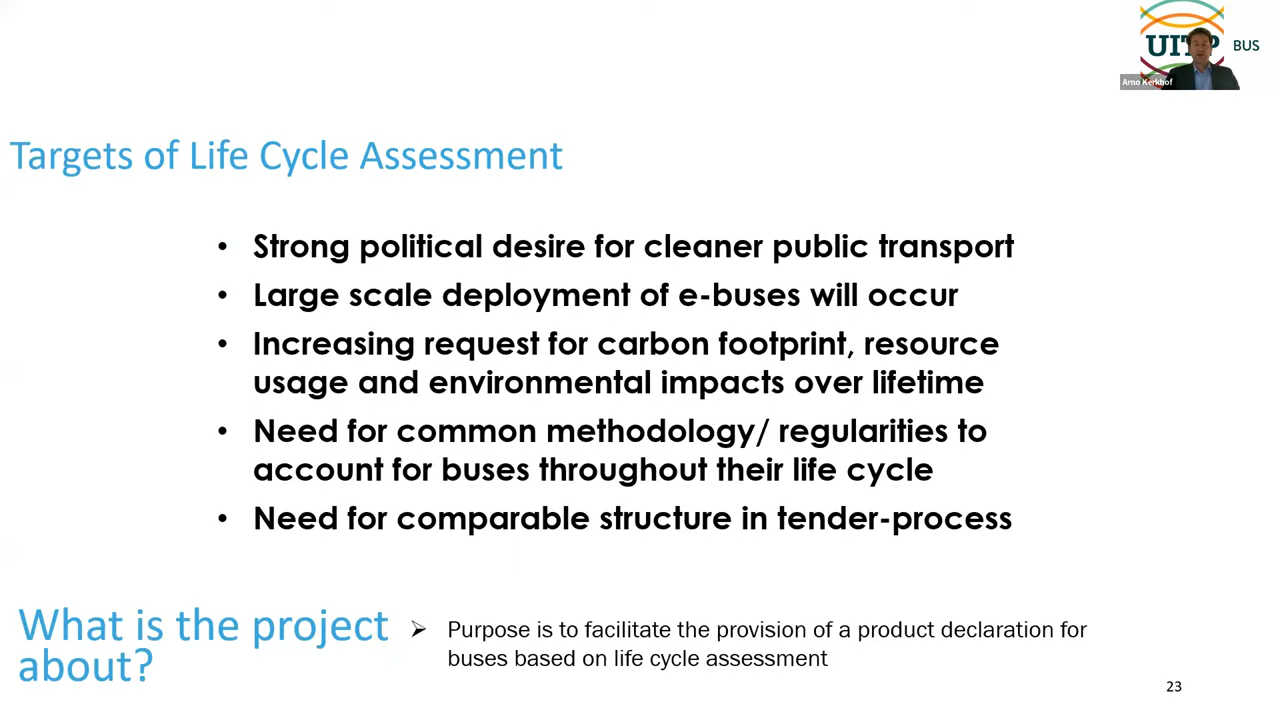 UITP BUS
Arno Kerkhof
Targets of Life Cycle Assessment
• Strong political desire for cleaner public transport
• Large scale deployment of e-buses will occur
• Increasing request for carbon footprint, resource
usage and environmental impacts over lifetime
• Need for common methodology/ regularities to
account for buses throughout their life cycle
• Need for comparable structure in tender-process
What is the project
about?
➢ Purpose is to facilitate the provision of a product declaration for
buses based on life cycle assessment
23